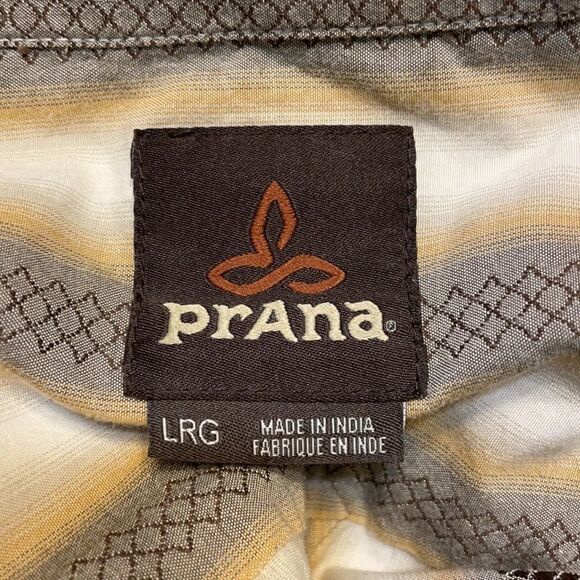 prAna®
LRG
MADE IN INDIA
FABRIQUE EN INDE